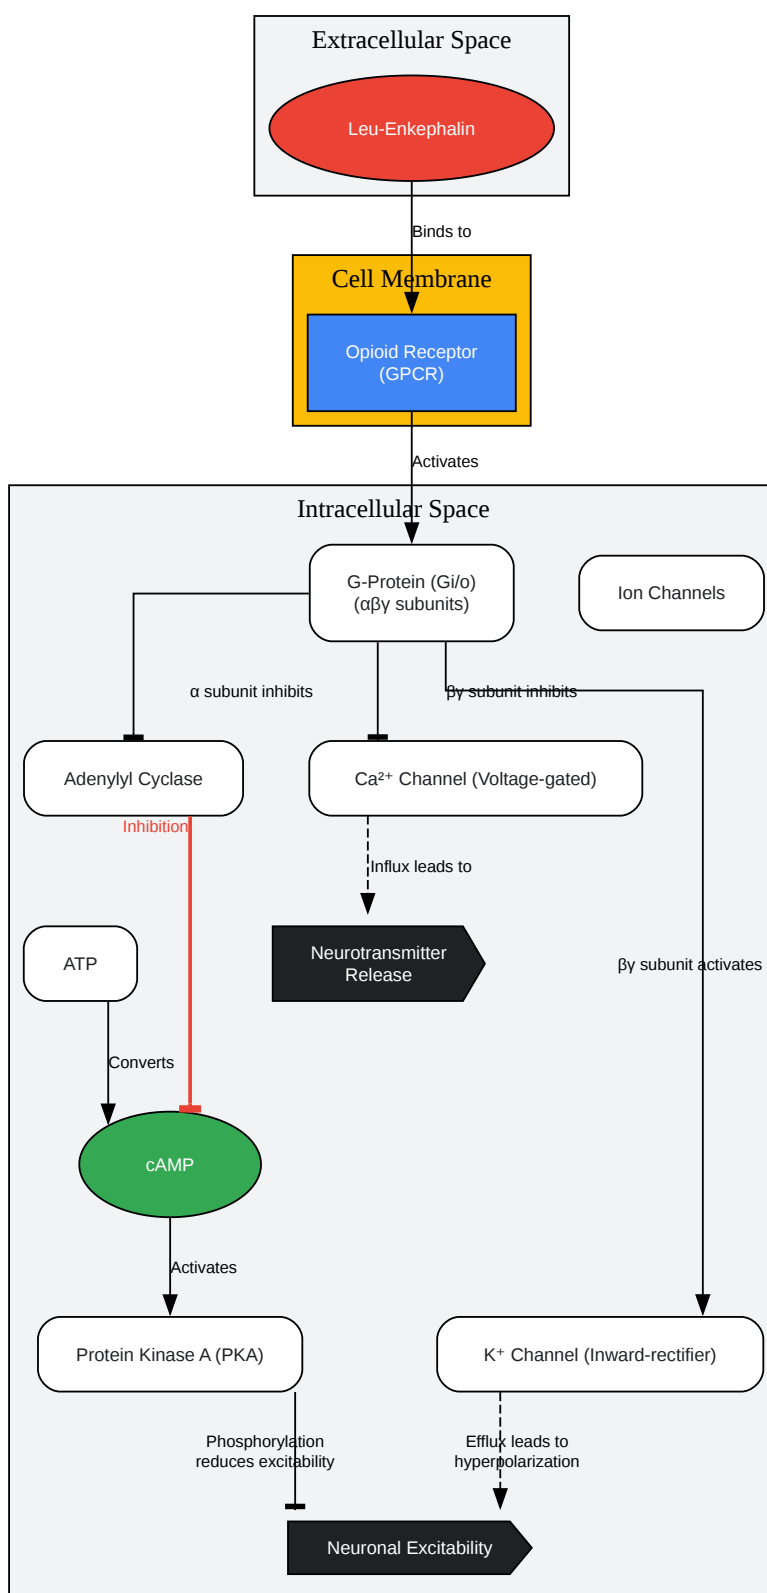 Extracellular Space
Leu-Enkephalin
Binds to
Cell Membrane
Opioid Receptor
(GPCR)
Activates
Intracellular Space
G-Protein (Gi/o)
(αβγ subunits)
Ion Channels
α subunit inhibits
βγ subunit inhibits
Adenylyl Cyclase
Ca²⁺ Channel (Voltage-gated)
Inhibition
Influx leads to
ATP
Neurotransmitter
Release
βγ subunit activates
Converts
cAMP
Activates
Protein Kinase A (PKA)
K⁺ Channel (Inward-rectifier)
Phosphorylation
reduces excitability
Efflux leads to
hyperpolarization
Neuronal Excitability